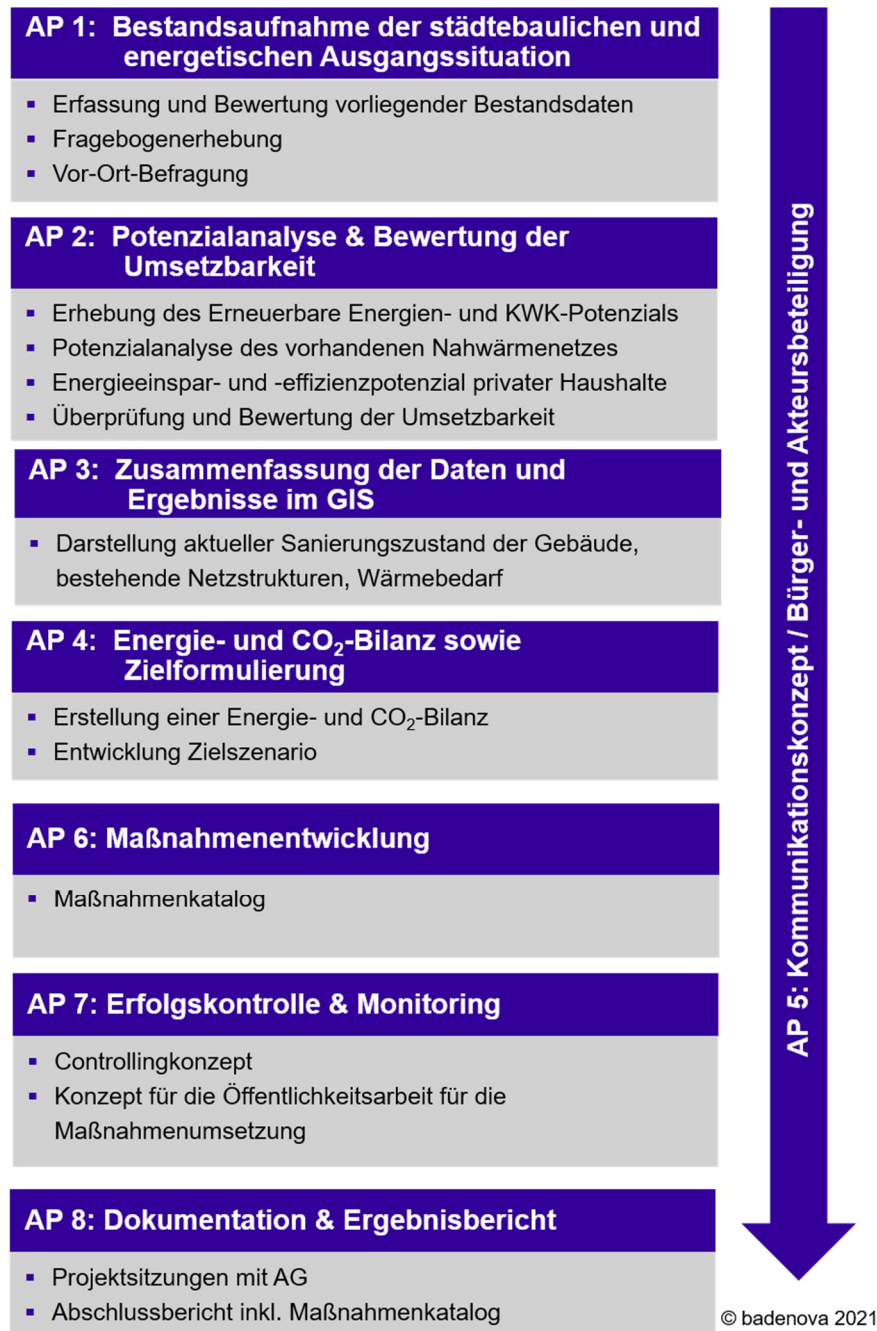 AP 1: Bestandsaufnahme der städtebaulichen und
energetischen Ausgangssituation
▪ Erfassung und Bewertung vorliegender Bestandsdaten
▪ Fragebogenerhebung
▪ Vor-Ort-Befragung
AP 2: Potenzialanalyse & Bewertung der
Umsetzbarkeit
▪ Erhebung des Erneuerbare Energien- und KWK-Potenzials
▪ Potenzialanalyse des vorhandenen Nahwärmenetzes
▪ Energieeinspar- und -effizienzpotenzial privater Haushalte
▪ Überprüfung und Bewertung der Umsetzbarkeit
AP 3: Zusammenfassung der Daten und
Ergebnisse im GIS
▪ Darstellung aktueller Sanierungszustand der Gebäude,
bestehende Netzstrukturen, Wärmebedarf
AP 4: Energie- und CO₂-Bilanz sowie
Zielformulierung
▪ Erstellung einer Energie- und CO₂-Bilanz
▪ Entwicklung Zielszenario
AP 6: Maßnahmenentwicklung
▪ Maßnahmenkatalog
AP 7: Erfolgskontrolle & Monitoring
▪ Controllingkonzept
▪ Konzept für die Öffentlichkeitsarbeit für die
Maßnahmenumsetzung
AP 8: Dokumentation & Ergebnisbericht
▪ Projektsitzungen mit AG
▪ Abschlussbericht inkl. Maßnahmenkatalog
AP 5: Kommunikationskonzept / Bürger- und Akteursbeteiligung
© badenova 2021